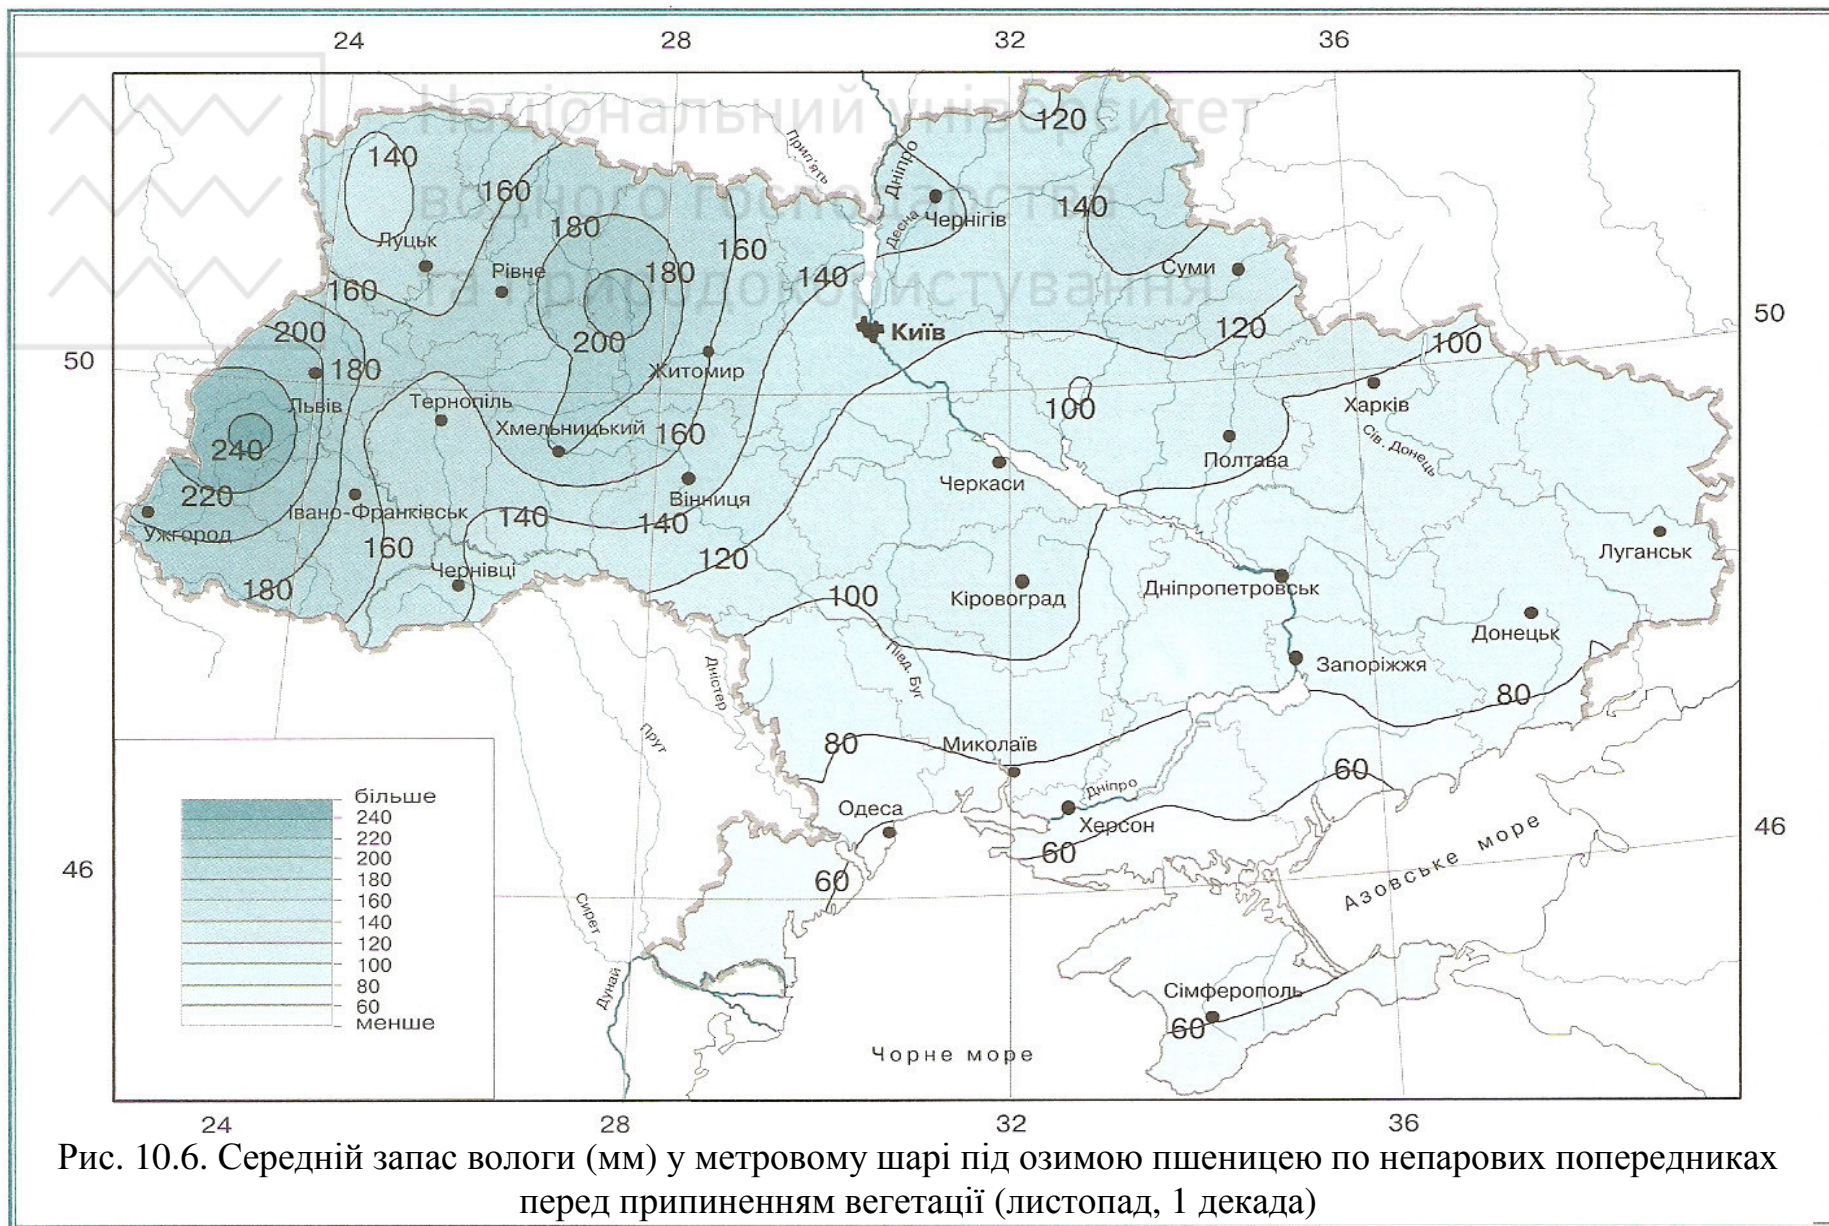 24 28 32 36
Національний університет
водного господарства
та природокористування
120
140
Прип'ять
Дніпро
160
140
180
Десна
Чернігів
Луцьк
160
140
Суми
Рівне
180
160
50
200
120
Київ
200
100
50
180
Житомир
Львів
Тернопіль
100
Харків
Хмельницький
160
240
Сів. Донець
Полтава
Черкаси
220
Вінниця
Івано-Франківськ
140
140
Ужгород
160
120
Луганськ
Чернівці
180
100
Кіровоград
Дніпропетровськ
Донецьк
Півд. Буг
Запоріжжя
Дністер
80
Прут
80
Миколаїв
60
Дніпро
Одеса
Херсон
46
60
Азовське море
46
60
Сирет
Дунай
Сімферополь
60
Чорне море
більше
240
220
200
180
160
140
120
100
80
60
менше
24 28 32 36
Рис. 10.6. Середній запас вологи (мм) у метровому шарі під озимою пшеницею по непарових попередниках
перед припиненням вегетації (листопад, 1 декада)